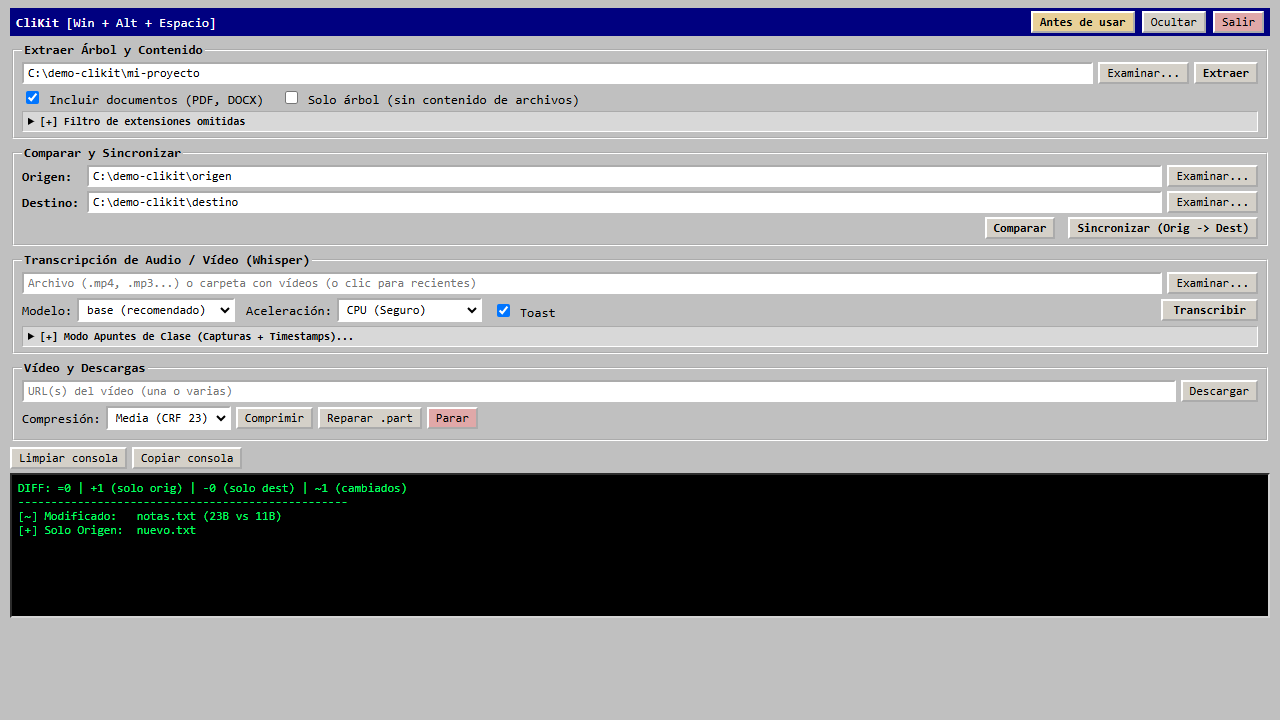 CliKit [Win + Alt + Espacio] Antes de usar Ocultar Salir
Extraer Árbol y Contenido
C:\demo-clikit\mi-proyecto Examinar... Extraer
Incluir documentos (PDF, DOCX) Solo árbol (sin contenido de archivos)
[+] Filtro de extensiones omitidas
Comparar y Sincronizar
Origen: C:\demo-clikit\origen Examinar...
Destino: C:\demo-clikit\destino Examinar...
Comparar Sincronizar (Orig -> Dest)
Transcripción de Audio / Vídeo (Whisper)
Archivo (.mp4, .mp3...) o carpeta con vídeos (o clic para recientes) Examinar...
Modelo: base (recomendado) Aceleración: CPU (Seguro) Toast Transcribir
[+] Modo Apuntes de Clase (Capturas + Timestamps)...
Vídeo y Descargas
URL(s) del vídeo (una o varias) Descargar
Compresión: Media (CRF 23) Comprimir Reparar .part Parar
Limpiar consola Copiar consola
DIFF: =0 | +1 (solo orig) | -0 (solo dest) | ~1 (cambiados)
--------------------------------------------------
[~] Modificado: notas.txt (23B vs 11B)
[+] Solo Origen: nuevo.txt